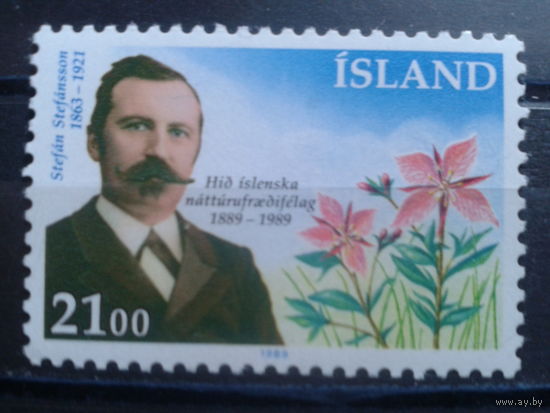 Stefán Stefánsson
1863 – 1921
ÍSLAND
Hið íslenska
náttúrufræðifélag
1889 – 1989
2100
1989
www.ay.by